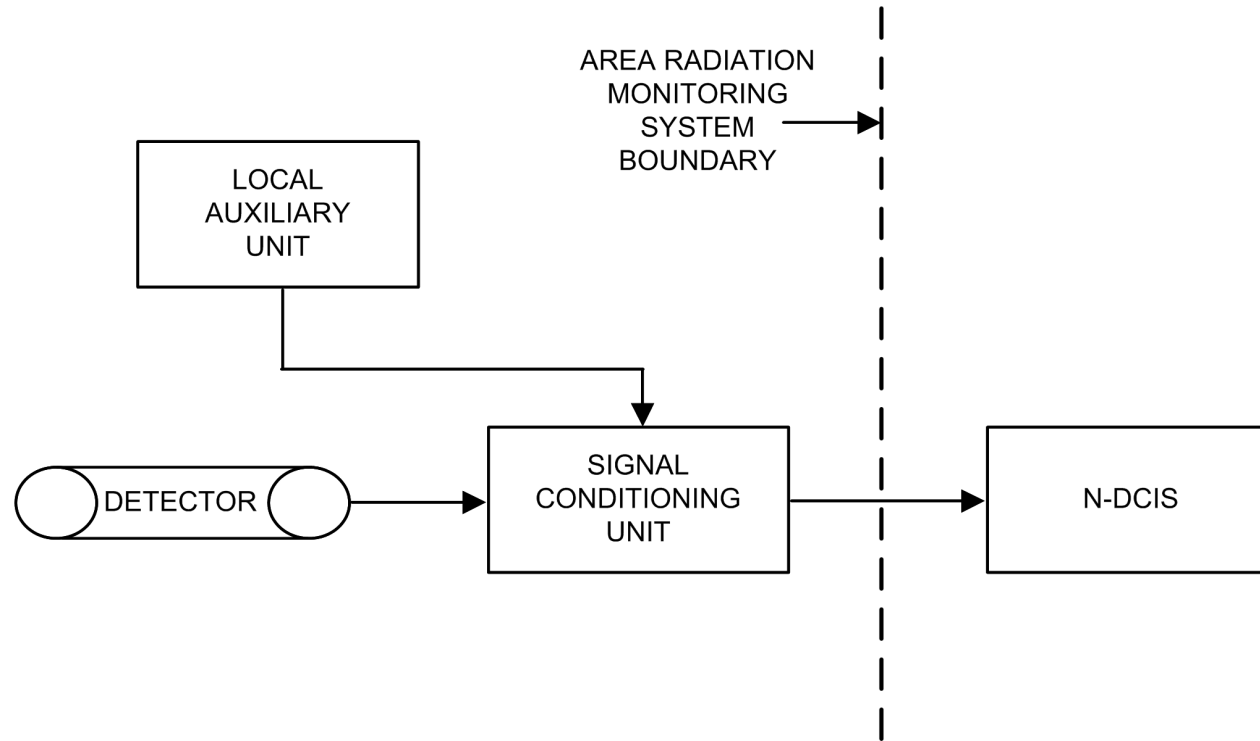 AREA RADIATION
MONITORING
SYSTEM
BOUNDARY
LOCAL
AUXILIARY
UNIT
DETECTOR
SIGNAL
CONDITIONING
UNIT
N-DCIS